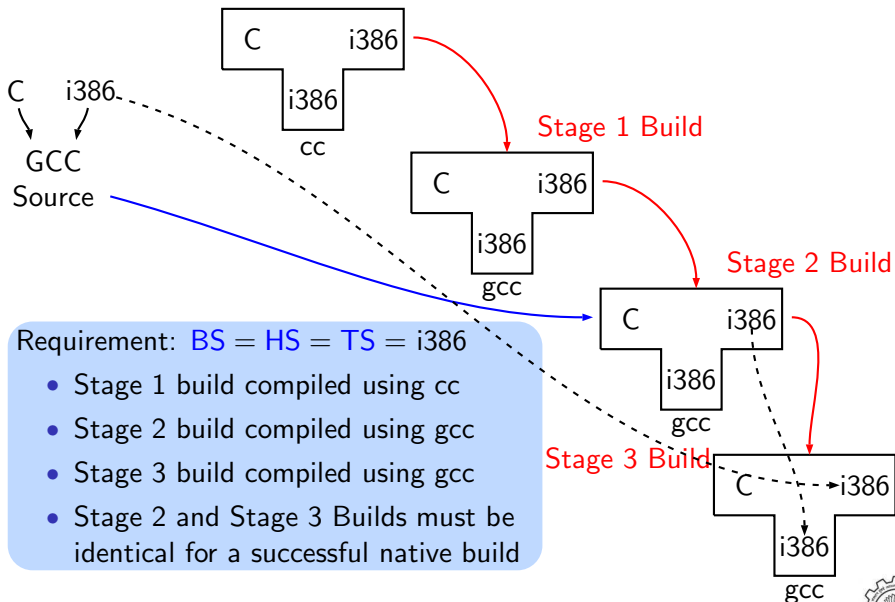 C i386
i386
cc
C i386
GCC
Source
Stage 1 Build
C i386
i386
gcc
Stage 2 Build
C i386
i386
gcc
Requirement: BS = HS = TS = i386
• Stage 1 build compiled using cc
• Stage 2 build compiled using gcc
• Stage 3 build compiled using gcc
• Stage 2 and Stage 3 Builds must be
identical for a successful native build
Stage 3 Build
C i386
i386
gcc